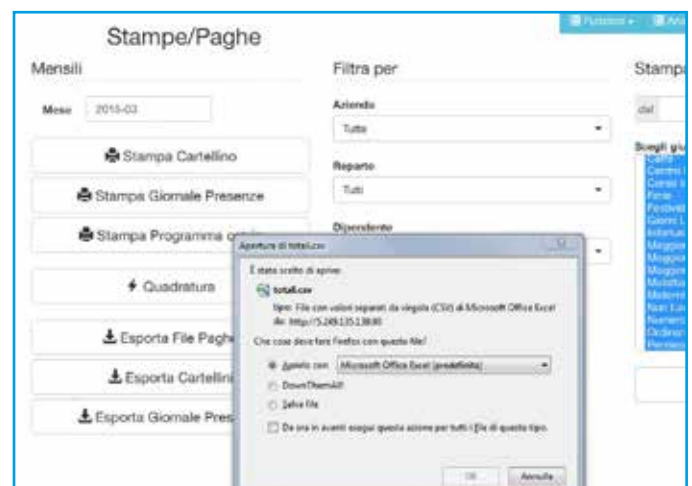 Funzioni
Stampe/Paghe
Mensili
Filtra per
Mese 2015-03
Azienda
dal
Tutte
Stampa Cartellino
Reparto
Stampa Giornale Presenze
Tutti
Ferie
Stampa Programma
Dipendente
Apertura di totali.csv
È stato scelto di aprire:
totali.csv
tipo: File con valori separati da virgola (CSV) di Microsoft Office Excel
da: http://5.249.135.138:80
Quadratura
Che cosa deve fare Firefox con questo file?
Esporta File Paghe
Aprirlo con Microsoft Office Excel (predefinita)
DownThemAll!
Esporta Cartellini
Salva file
Esporta Giornale Pres
Da ora in avanti esegui questa azione per tutti i file di questo tipo.
OK Annulla